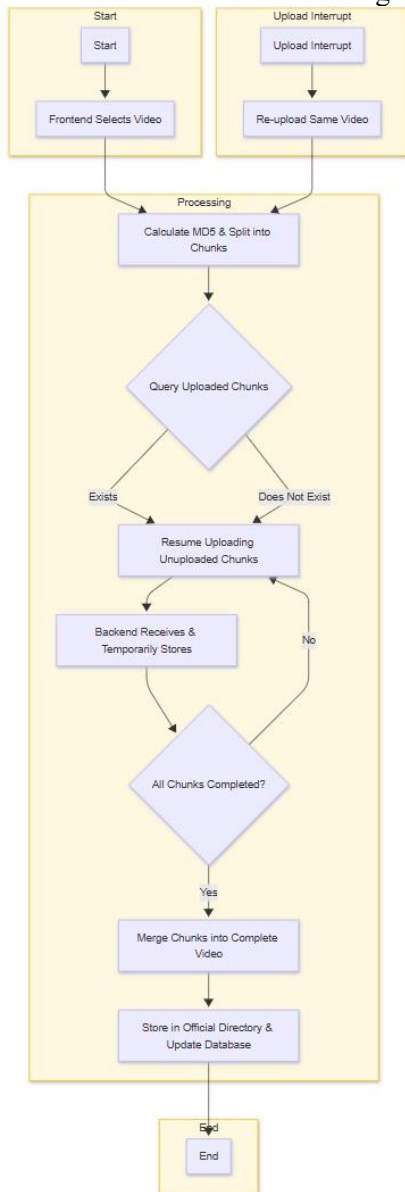 Start
Upload Interrupt
Start
Upload Interrupt
Frontend Selects Video
Re-upload Same Video
Processing
Calculate MD5 & Split into
Chunks
Query Uploaded Chunks
Exists
Does Not Exist
Resume Uploading
Unuploaded Chunks
Backend Receives &
Temporarily Stores
No
All Chunks Completed?
Yes
Merge Chunks into Complete
Video
Store in Official Directory &
Update Database
End
End